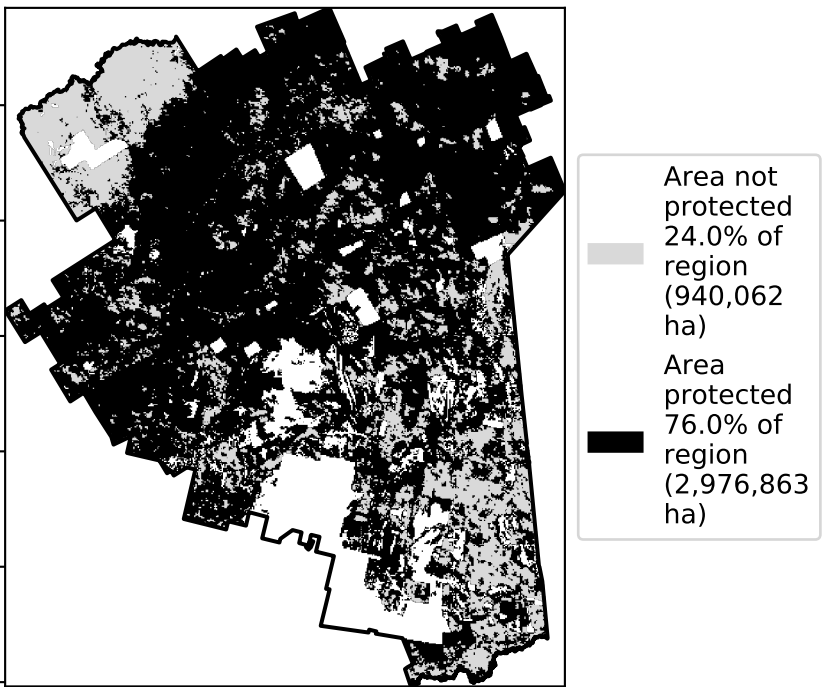 Area not
protected
24.0% of
region
(940,062
ha)
Area
protected
76.0% of
region
(2,976,863
ha)